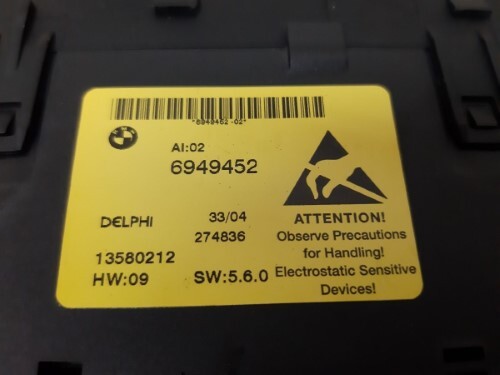 *6949452-02*
AI:02
6949452
DELPHI 33/04
274836
13580212
HW:09 SW:5.6.0
ATTENTION!
Observe Precautions
for Handling!
Electrostatic Sensitive
Devices!